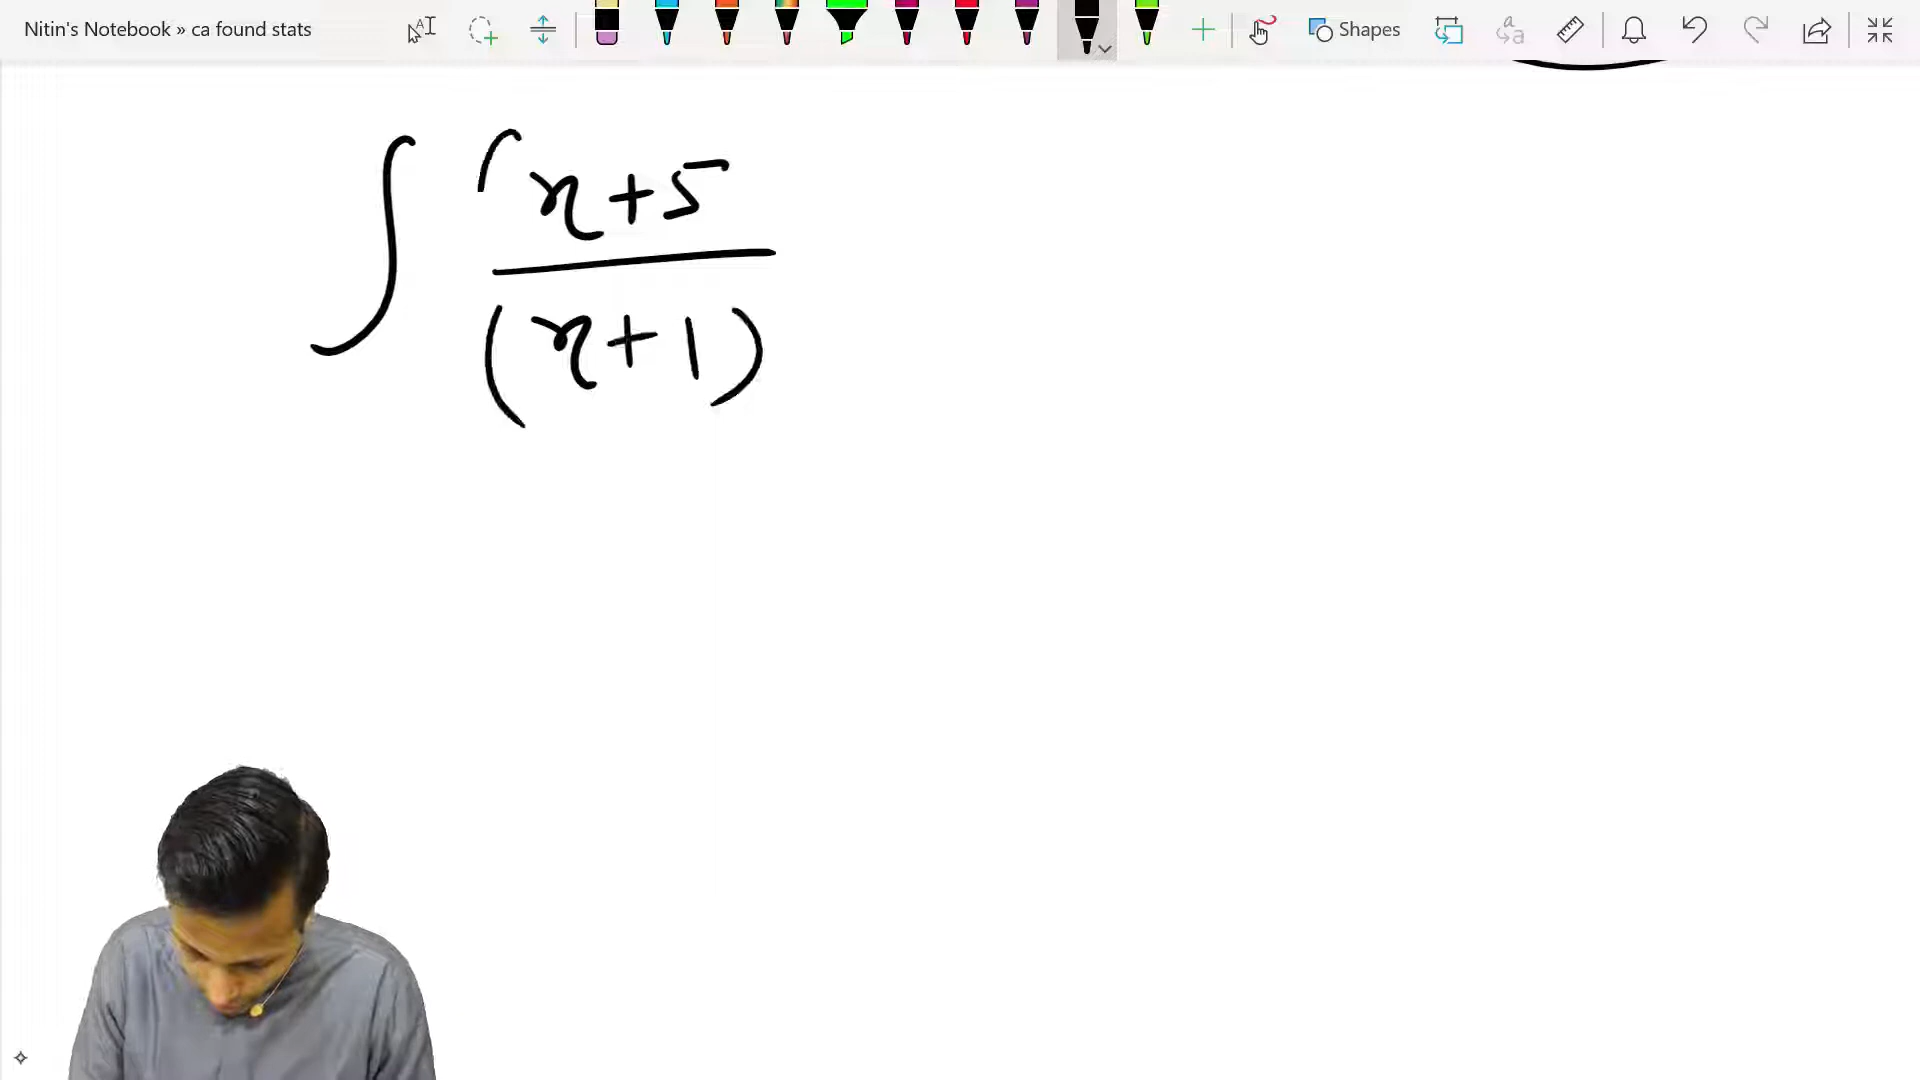 Nitin's Notebook » ca found stats
Shapes
∫ (x+5
(x+1)